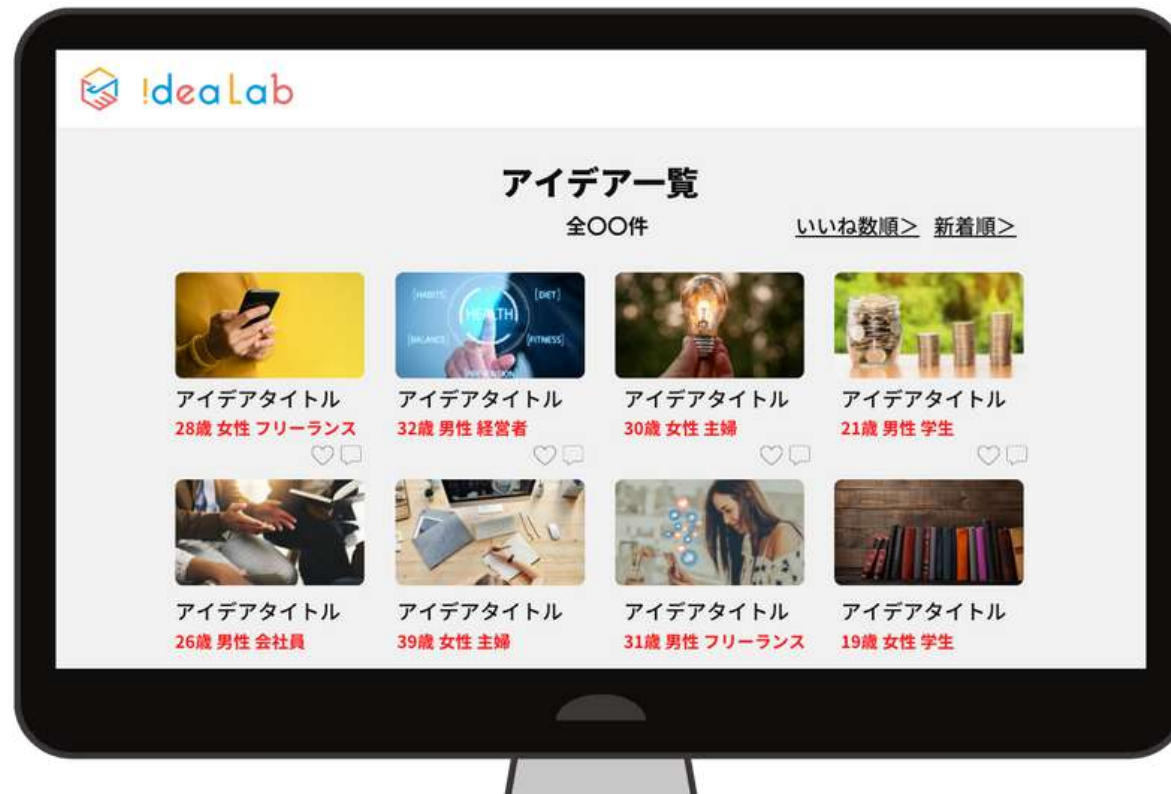 !deaLab
アイデア一覧
全〇〇件
いいね数順＞ 新着順＞
[HABITS] [DIET]
HEALTH
[BALANCE] [FITNESS]
アイデアタイトル アイデアタイトル アイデアタイトル アイデアタイトル
28歳 女性 フリーランス 32歳 男性 経営者 30歳 女性 主婦 21歳 男性 学生
アイデアタイトル アイデアタイトル アイデアタイトル アイデアタイトル
26歳 男性 会社員 39歳 女性 主婦 31歳 男性 フリーランス 19歳 女性 学生